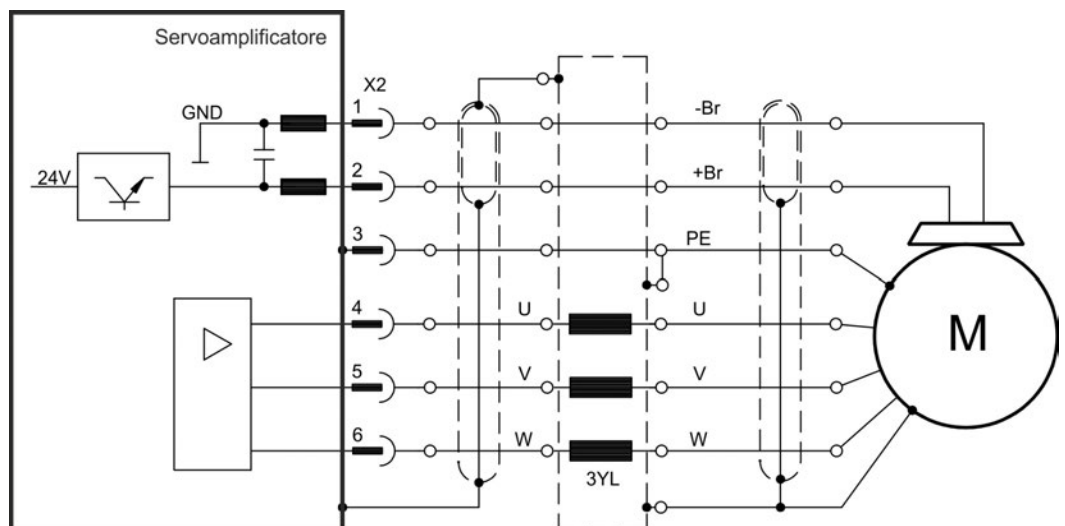 Servoamplificatore
X2
1
GND
-Br
24V
2
+Br
3
PE
4
U
U
M
5
V
V
6
W
W
3YL